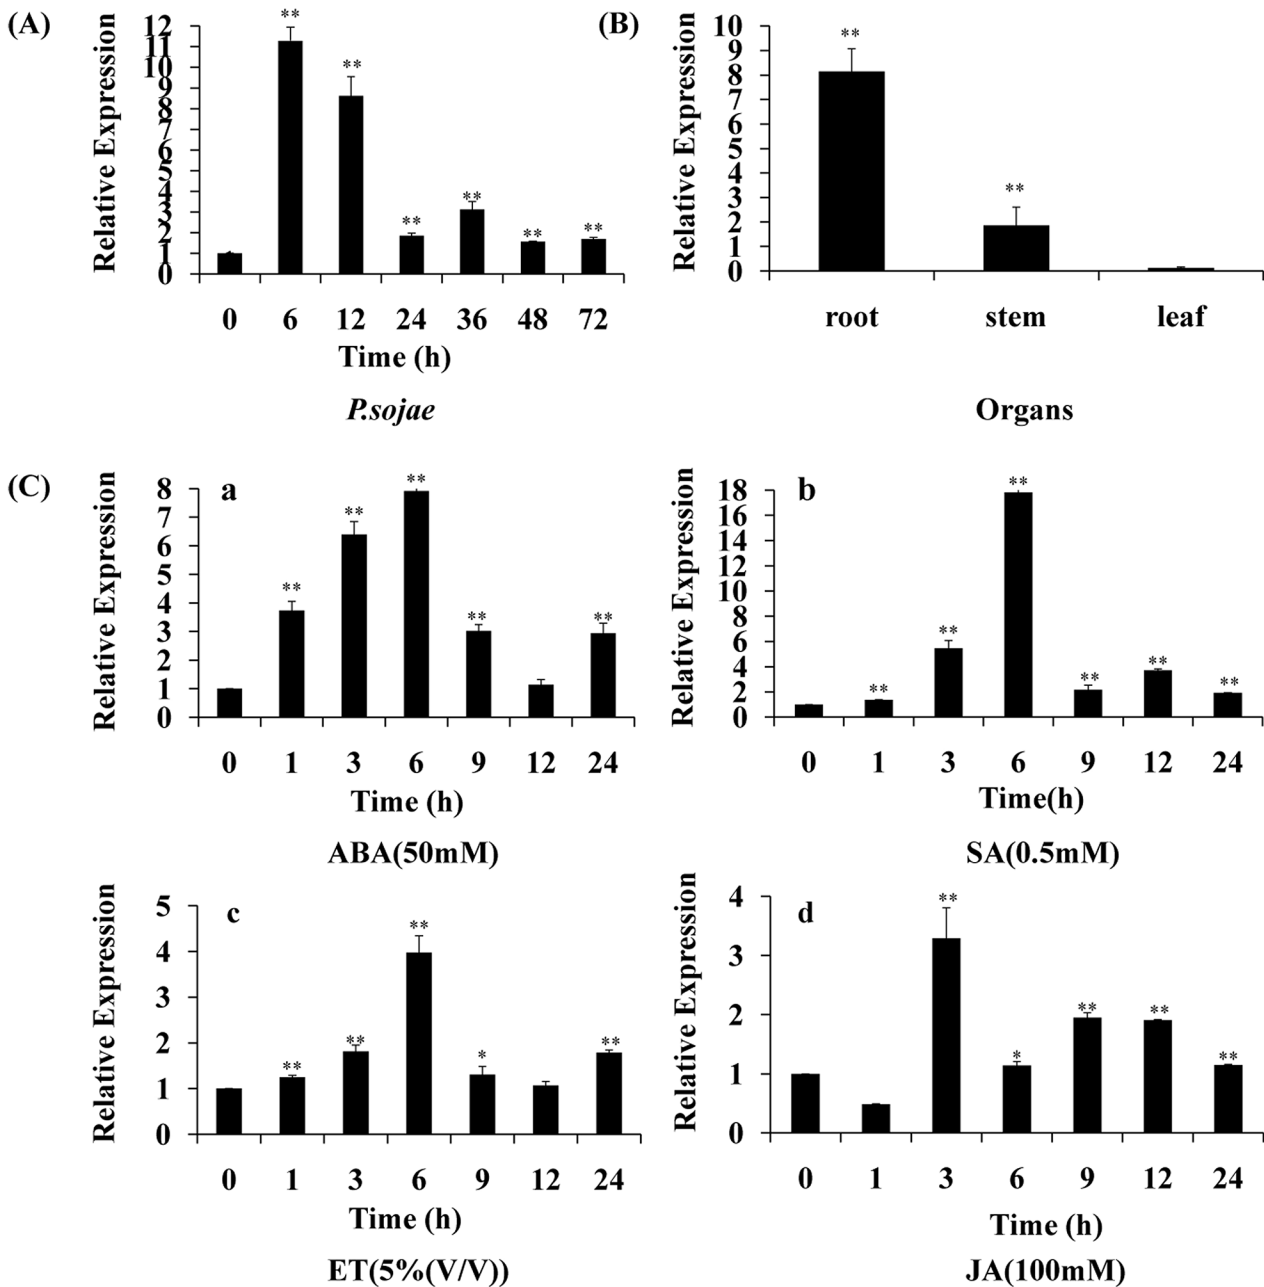 (A)
Relative Expression
12
11
10
9
8
7
6
5
4
3
2
1
0
**
**
**
**
**
**
0 6 12 24 36 48 72
Time (h)
P.sojae
(B)
Relative Expression
10
9
8
7
6
5
4
3
2
1
0
**
**
root stem leaf
Organs
(C)
a
Relative Expression
8
7
6
5
4
3
2
1
0
**
**
**
**
**
0 1 3 6 9 12 24
Time (h)
ABA(50mM)
b
Relative Expression
18
16
14
12
10
8
6
4
2
0
**
**
**
**
**
**
0 1 3 6 9 12 24
Time(h)
SA(0.5mM)
c
Relative Expression
5
4
3
2
1
0
**
**
**
*
**
0 1 3 6 9 12 24
Time (h)
ET(5%(V/V))
d
Relative Expression
4
3
2
1
0
**
*
**
**
**
0 1 3 6 9 12 24
Time (h)
JA(100mM)